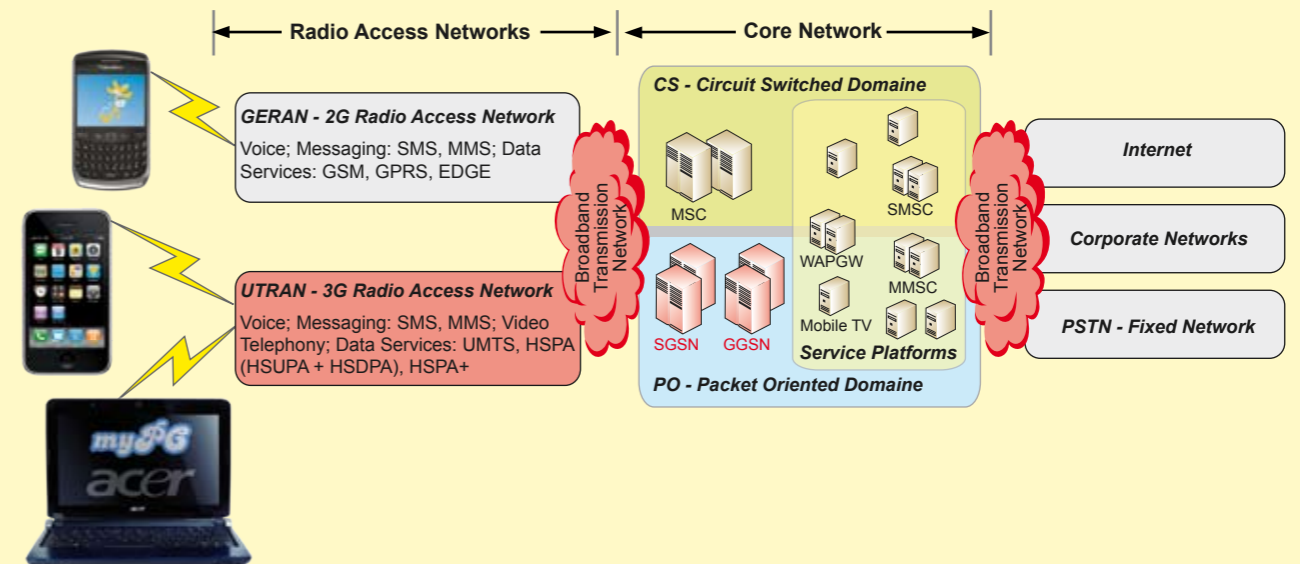 Radio Access Networks
Core Network
GERAN - 2G Radio Access Network
Voice; Messaging: SMS, MMS; Data
Services: GSM, GPRS, EDGE
UTRAN - 3G Radio Access Network
Voice; Messaging: SMS, MMS; Video
Telephony; Data Services: UMTS, HSPA
(HSUPA + HSDPA), HSPA+
myPG
acer
Broadband
Transmission
Network
CS - Circuit Switched Domaine
MSC
SMSC
WAPGW
MMSC
Mobile TV
Service Platforms
SGSN
GGSN
PO - Packet Oriented Domaine
Broadband
Transmission
Network
Internet
Corporate Networks
PSTN - Fixed Network